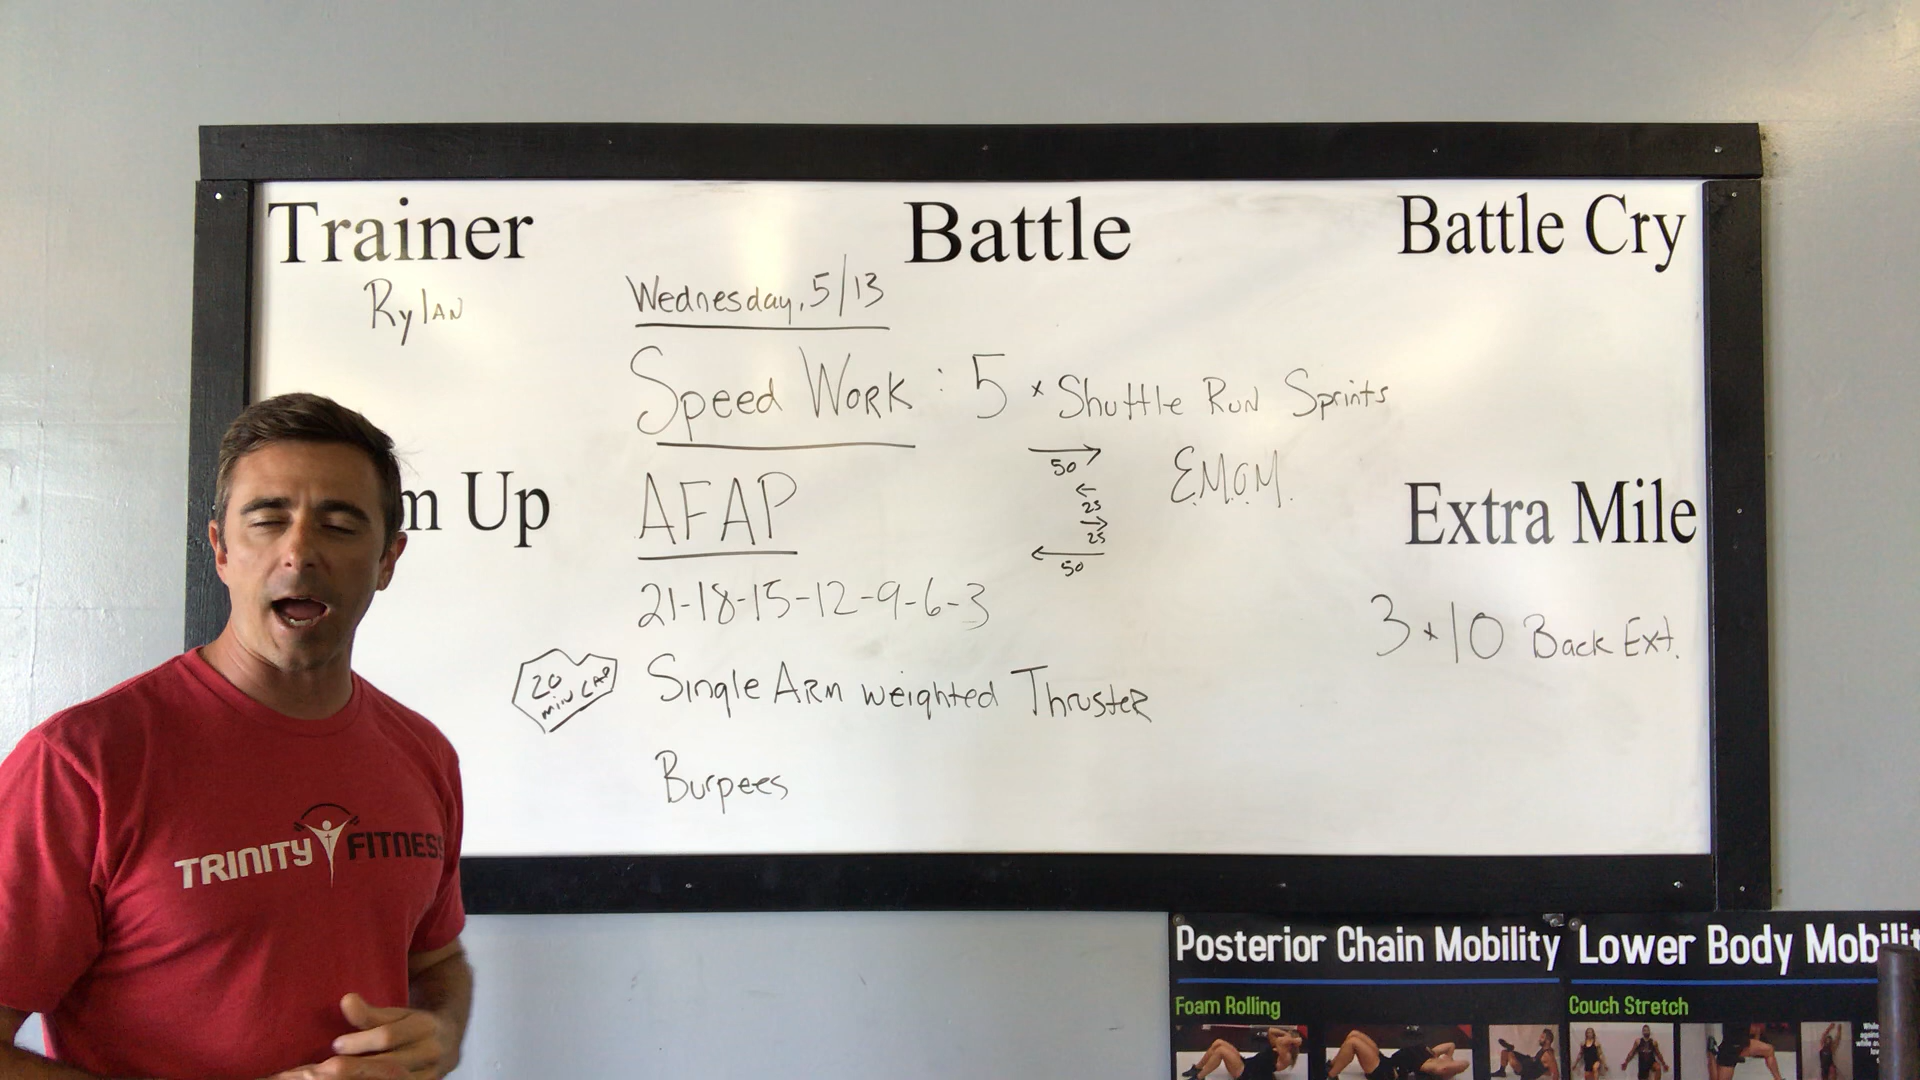 Trainer
Rylan
Battle
Battle Cry
Wednesday, 5/13
Speed Work : 5 x Shuttle Run Sprints
50
25
25
50
E.M.O.M.
m Up
AFAP
21-18-15-12-9-6-3
20
min CAP
Single Arm weighted Thruster
Burpees
Extra Mile
3 x 10 Back Ext.
TRINITY FITNESS
Posterior Chain Mobility
Foam Rolling
Lower Body Mobilit
Couch Stretch